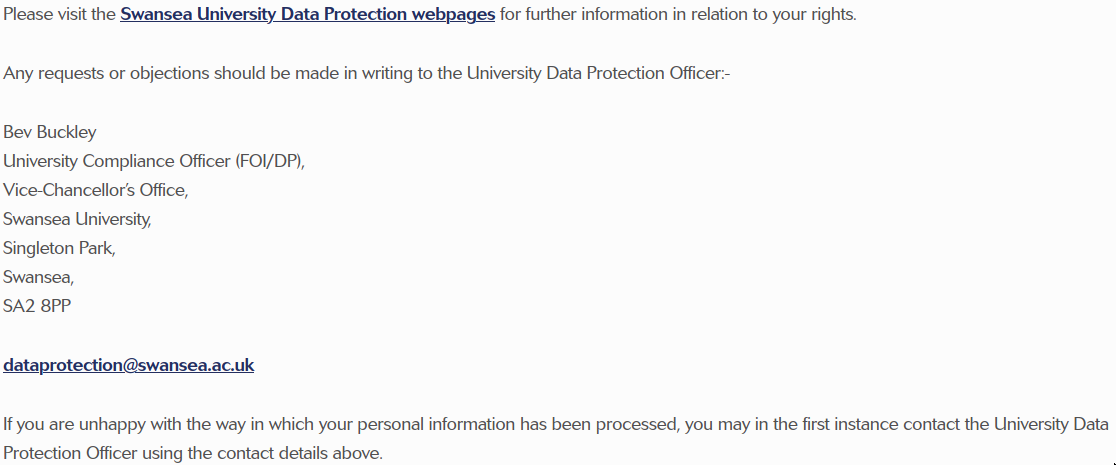 Please visit the Swansea University Data Protection webpages for further information in relation to your rights.
Any requests or objections should be made in writing to the University Data Protection Officer:-
Bev Buckley
University Compliance Officer (FOI/DP),
Vice-Chancellor’s Office,
Swansea University,
Singleton Park,
Swansea,
SA2 8PP
dataprotection@swansea.ac.uk
If you are unhappy with the way in which your personal information has been processed, you may in the first instance contact the University Data
Protection Officer using the contact details above.